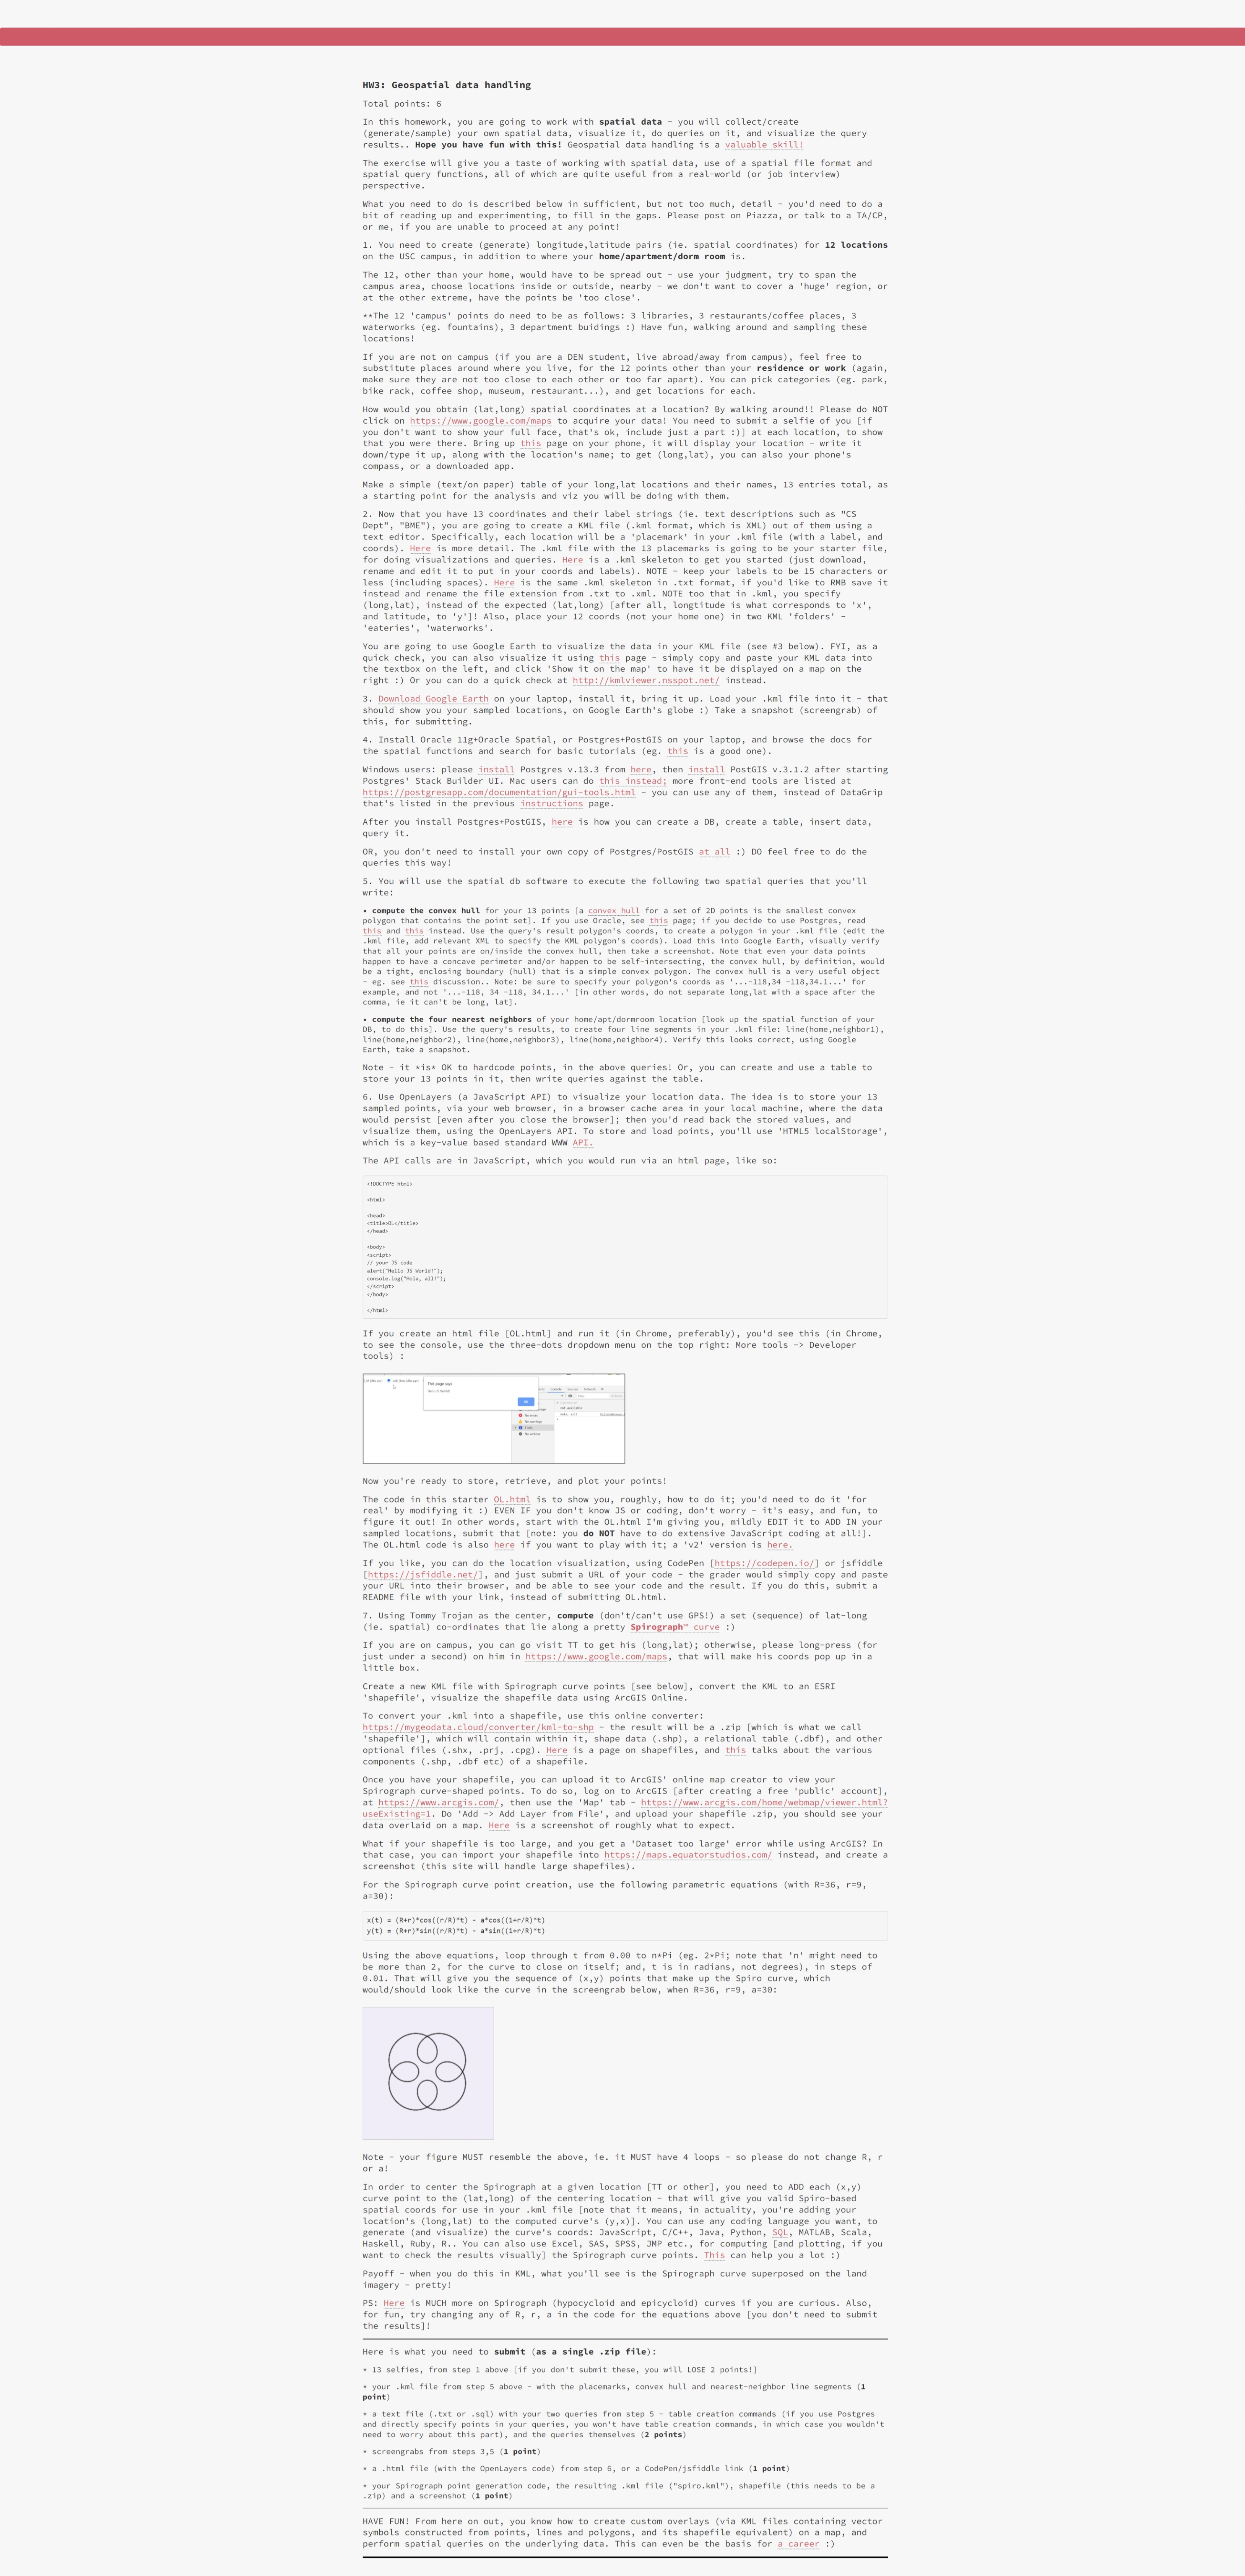 HW3: Geospatial data handling
Total points: 6
In this homework, you are going to work with spatial data - you will collect/create
(generate/sample) your own spatial data, visualize it, do queries on it, and visualize the query
results.. Hope you have fun with this! Geospatial data handling is a valuable skill!
The exercise will give you a taste of working with spatial data, use of a spatial file format and
spatial query functions, all of which are quite useful from a real-world (or job interview)
perspective.
What you need to do is described below in sufficient, but not too much, detail - you'd need to do a
bit of reading up and experimenting, to fill in the gaps. Please post on Piazza, or talk to a TA/CP,
or me, if you are unable to proceed at any point!
1. You need to create (generate) longitude,latitude pairs (ie. spatial coordinates) for 12 locations
on the USC campus, in addition to where your home/apartment/dorm room is.
The 12, other than your home, would have to be spread out - use your judgment, try to span the
campus area, choose locations inside or outside, nearby - we don't want to cover a 'huge' region, or
at the other extreme, have the points be 'too close'.
**The 12 'campus' points do need to be as follows: 3 libraries, 3 restaurants/coffee places, 3
waterworks (eg. fountains), 3 department buidings :) Have fun, walking around and sampling these
locations!
If you are not on campus (if you are a DEN student, live abroad/away from campus), feel free to
substitute places around where you live, for the 12 points other than your residence or work (again,
make sure they are not too close to each other or too far apart). You can pick categories (eg. park,
bike rack, coffee shop, museum, restaurant...), and get locations for each.
How would you obtain (lat,long) spatial coordinates at a location? By walking around!! Please do NOT
click on https://www.google.com/maps to acquire your data! You need to submit a selfie of you [if
you don't want to show your full face, that's ok, include just a part :)] at each location, to show
that you were there. Bring up this page on your phone, it will display your location - write it
down/type it up, along with the location's name; to get (long,lat), you can also your phone's
compass, or a downloaded app.
Make a simple (text/on paper) table of your long,lat locations and their names, 13 entries total, as
a starting point for the analysis and viz you will be doing with them.
2. Now that you have 13 coordinates and their label strings (ie. text descriptions such as "CS
Dept", "BME"), you are going to create a KML file (.kml format, which is XML) out of them using a
text editor. Specifically, each location will be a 'placemark' in your .kml file (with a label, and
coords). Here is more detail. The .kml file with the 13 placemarks is going to be your starter file,
for doing visualizations and queries. Here is a .kml skeleton to get you started (just download,
rename and edit it to put in your coords and labels). NOTE - keep your labels to be 15 characters or
less (including spaces). Here is the same .kml skeleton in .txt format, if you'd like to RMB save it
instead and rename the file extension from .txt to .xml. NOTE too that in .kml, you specify
(long,lat), instead of the expected (lat,long) [after all, longtitude is what corresponds to 'x',
and latitude, to 'y']! Also, place your 12 coords (not your home one) in two KML 'folders' -
'eateries', 'waterworks'.
You are going to use Google Earth to visualize the data in your KML file (see #3 below). FYI, as a
quick check, you can also visualize it using this page - simply copy and paste your KML data into
the textbox on the left, and click 'Show it on the map' to have it be displayed on a map on the
right :) Or you can do a quick check at http://kmlviewer.nsspot.net/ instead.
3. Download Google Earth on your laptop, install it, bring it up. Load your .kml file into it - that
should show you your sampled locations, on Google Earth's globe :) Take a snapshot (screengrab) of
this, for submitting.
4. Install Oracle 11g+Oracle Spatial, or Postgres+PostGIS on your laptop, and browse the docs for
the spatial functions and search for basic tutorials (eg. this is a good one).
Windows users: please install Postgres v.13.3 from here, then install PostGIS v.3.1.2 after starting
Postgres' Stack Builder UI. Mac users can do this instead; more front-end tools are listed at
https://postgresapp.com/documentation/gui-tools.html - you can use any of them, instead of DataGrip
that's listed in the previous instructions page.
After you install Postgres+PostGIS, here is how you can create a DB, create a table, insert data,
query it.
OR, you don't need to install your own copy of Postgres/PostGIS at all :) DO feel free to do the
queries this way!
5. You will use the spatial db software to execute the following two spatial queries that you'll
write:
• compute the convex hull for your 13 points [a convex hull for a set of 2D points is the smallest convex
polygon that contains the point set]. If you use Oracle, see this page; if you decide to use Postgres, read
this and this instead. Use the query's result polygon's coords, to create a polygon in your .kml file (edit the
.kml file, add relevant XML to specify the KML polygon's coords). Load this into Google Earth, visually verify
that all your points are on/inside the convex hull, then take a screenshot. Note that even your data points
happen to have a concave perimeter and/or happen to be self-intersecting, the convex hull, by definition, would
be a tight, enclosing boundary (hull) that is a simple convex polygon. The convex hull is a very useful object
- eg. see this discussion.. Note: be sure to specify your polygon's coords as '...-118,34 -118,34.1...' for
example, and not '...-118, 34 -118, 34.1...' [in other words, do not separate long,lat with a space after the
comma, ie it can't be long, lat].
• compute the four nearest neighbors of your home/apt/dormroom location [look up the spatial function of your
DB, to do this]. Use the query's results, to create four line segments in your .kml file: line(home,neighbor1),
line(home,neighbor2), line(home,neighbor3), line(home,neighbor4). Verify this looks correct, using Google
Earth, take a snapshot.
Note - it *is* OK to hardcode points, in the above queries! Or, you can create and use a table to
store your 13 points in it, then write queries against the table.
6. Use OpenLayers (a JavaScript API) to visualize your location data. The idea is to store your 13
sampled points, via your web browser, in a browser cache area in your local machine, where the data
would persist [even after you close the browser]; then you'd read back the stored values, and
visualize them, using the OpenLayers API. To store and load points, you'll use 'HTML5 localStorage',
which is a key-value based standard WWW API.
The API calls are in JavaScript, which you would run via an html page, like so:
<!DOCTYPE html>
<html>
<head>
<title>OL</title>
</head>
<body>
<script>
// your JS code
alert("Hello JS World!");
console.log("Hola, all!");
</script>
</body>
</html>
If you create an html file [OL.html] and run it (in Chrome, preferably), you'd see this (in Chrome,
to see the console, use the three-dots dropdown menu on the top right: More tools -> Developer
tools) :
This page says
OK
Now you're ready to store, retrieve, and plot your points!
The code in this starter OL.html is to show you, roughly, how to do it; you'd need to do it 'for
real' by modifying it :) EVEN IF you don't know JS or coding, don't worry - it's easy, and fun, to
figure it out! In other words, start with the OL.html I'm giving you, mildly EDIT it to ADD IN your
sampled locations, submit that [note: you do NOT have to do extensive JavaScript coding at all!].
The OL.html code is also here if you want to play with it; a 'v2' version is here.
If you like, you can do the location visualization, using CodePen [https://codepen.io/] or jsfiddle
[https://jsfiddle.net/], and just submit a URL of your code - the grader would simply copy and paste
your URL into their browser, and be able to see your code and the result. If you do this, submit a
README file with your link, instead of submitting OL.html.
7. Using Tommy Trojan as the center, compute (don't/can't use GPS!) a set (sequence) of lat-long
(ie. spatial) co-ordinates that lie along a pretty Spirograph™ curve :)
If you are on campus, you can go visit TT to get his (long,lat); otherwise, please long-press (for
just under a second) on him in https://www.google.com/maps, that will make his coords pop up in a
little box.
Create a new KML file with Spirograph curve points [see below], convert the KML to an ESRI
'shapefile', visualize the shapefile data using ArcGIS Online.
To convert your .kml into a shapefile, use this online converter:
https://mygeodata.cloud/converter/kml-to-shp - the result will be a .zip [which is what we call
'shapefile'], which will contain within it, shape data (.shp), a relational table (.dbf), and other
optional files (.shx, .prj, .cpg). Here is a page on shapefiles, and this talks about the various
components (.shp, .dbf etc) of a shapefile.
Once you have your shapefile, you can upload it to ArcGIS' online map creator to view your
Spirograph curve-shaped points. To do so, log on to ArcGIS [after creating a free 'public' account],
at https://www.arcgis.com/, then use the 'Map' tab - https://www.arcgis.com/home/webmap/viewer.html?
useExisting=1. Do 'Add -> Add Layer from File', and upload your shapefile .zip, you should see your
data overlaid on a map. Here is a screenshot of roughly what to expect.
What if your shapefile is too large, and you get a 'Dataset too large' error while using ArcGIS? In
that case, you can import your shapefile into https://maps.equatorstudios.com/ instead, and create a
screenshot (this site will handle large shapefiles).
For the Spirograph curve point creation, use the following parametric equations (with R=36, r=9,
a=30):
x(t) = (R+r)*cos((r/R)*t) - a*cos((1+r/R)*t)
y(t) = (R+r)*sin((r/R)*t) - a*sin((1+r/R)*t)
Using the above equations, loop through t from 0.00 to n*Pi (eg. 2*Pi; note that 'n' might need to
be more than 2, for the curve to close on itself; and, t is in radians, not degrees), in steps of
0.01. That will give you the sequence of (x,y) points that make up the Spiro curve, which
would/should look like the curve in the screengrab below, when R=36, r=9, a=30:
Note - your figure MUST resemble the above, ie. it MUST have 4 loops - so please do not change R, r
or a!
In order to center the Spirograph at a given location [TT or other], you need to ADD each (x,y)
curve point to the (lat,long) of the centering location - that will give you valid Spiro-based
spatial coords for use in your .kml file [note that it means, in actuality, you're adding your
location's (long,lat) to the computed curve's (y,x)]. You can use any coding language you want, to
generate (and visualize) the curve's coords: JavaScript, C/C++, Java, Python, SQL, MATLAB, Scala,
Haskell, Ruby, R.. You can also use Excel, SAS, SPSS, JMP etc., for computing [and plotting, if you
want to check the results visually] the Spirograph curve points. This can help you a lot :)
Payoff - when you do this in KML, what you'll see is the Spirograph curve superposed on the land
imagery - pretty!
PS: Here is MUCH more on Spirograph (hypocycloid and epicycloid) curves if you are curious. Also,
for fun, try changing any of R, r, a in the code for the equations above [you don't need to submit
the results]!
Here is what you need to submit (as a single .zip file):
* 13 selfies, from step 1 above [if you don't submit these, you will LOSE 2 points!]
* your .kml file from step 5 above - with the placemarks, convex hull and nearest-neighbor line segments (1
point)
* a text file (.txt or .sql) with your two queries from step 5 - table creation commands (if you use Postgres
and directly specify points in your queries, you won't have table creation commands, in which case you wouldn't
need to worry about this part), and the queries themselves (2 points)
* screengrabs from steps 3,5 (1 point)
* a .html file (with the OpenLayers code) from step 6, or a CodePen/jsfiddle link (1 point)
* your Spirograph point generation code, the resulting .kml file ("spiro.kml"), shapefile (this needs to be a
.zip) and a screenshot (1 point)
HAVE FUN! From here on out, you know how to create custom overlays (via KML files containing vector
symbols constructed from points, lines and polygons, and its shapefile equivalent) on a map, and
perform spatial queries on the underlying data. This can even be the basis for a career :)